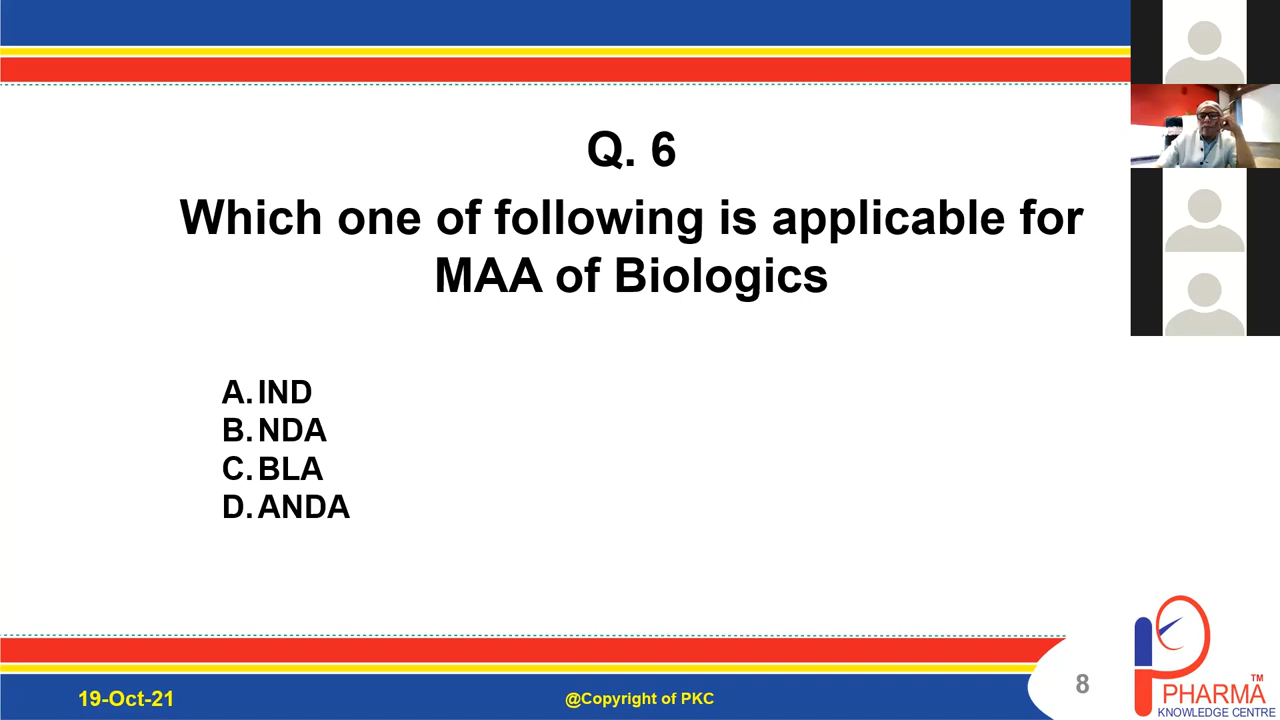 Q. 6
Which one of following is applicable for
MAA of Biologics
A. IND
B. NDA
C. BLA
D. ANDA
19-Oct-21
@Copyright of PKC
8
PHARMA™
KNOWLEDGE CENTRE